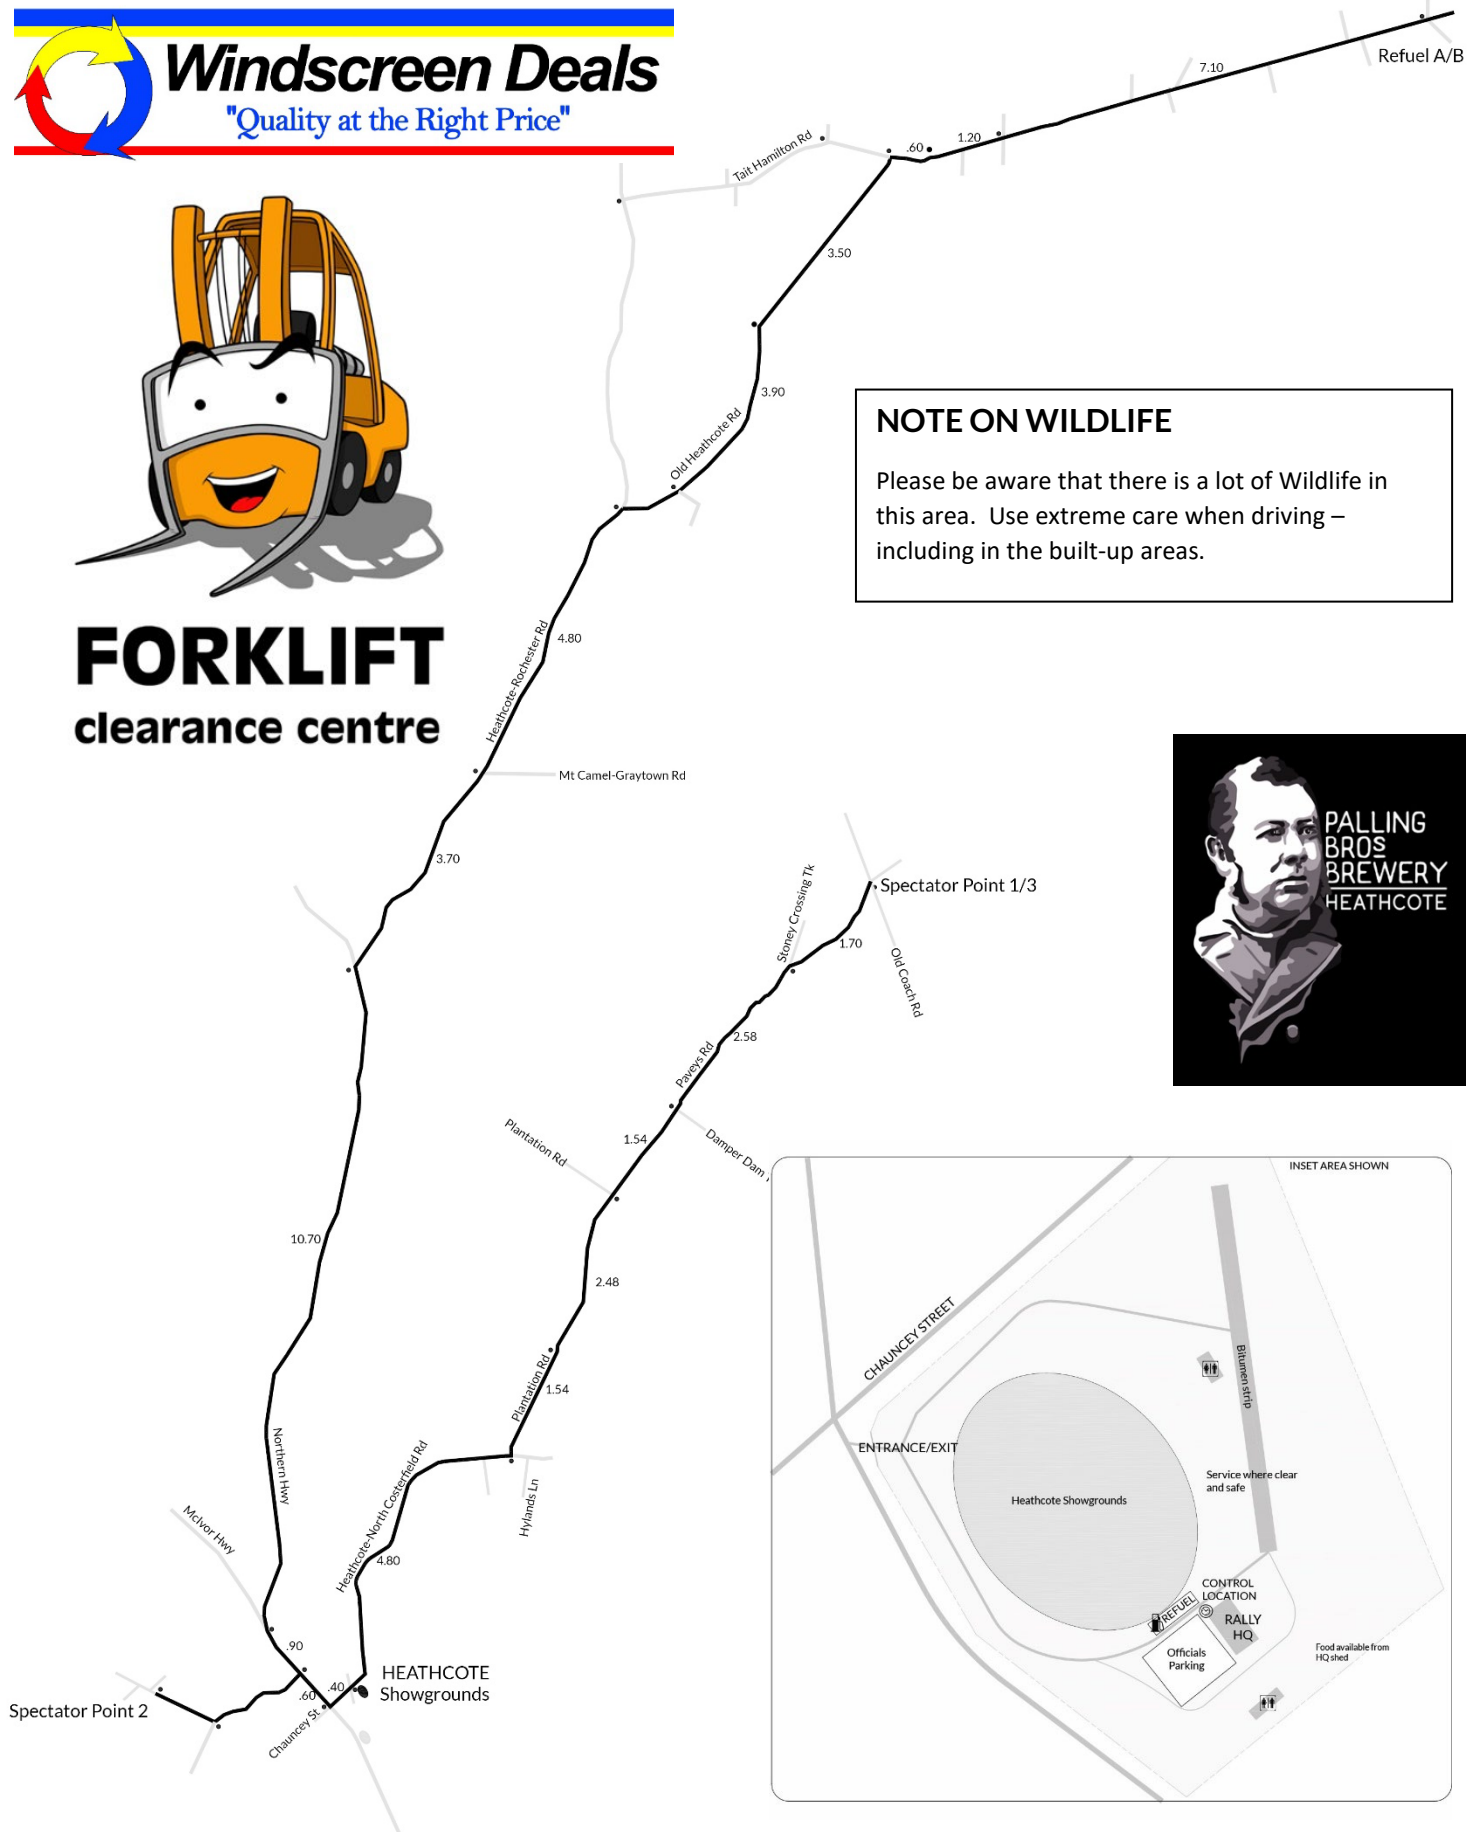 Windscreen Deals
"Quality at the Right Price"
Refuel A/B
7.10
1.20
.60
Tait Hamilton Rd
3.50
3.90
Old Heathcote Rd
NOTE ON WILDLIFE
Please be aware that there is a lot of Wildlife in
this area.  Use extreme care when driving –
including in the built-up areas.
FORKLIFT
clearance centre
4.80
Heathcote-Rochester Rd
Mt Camel-Graytown Rd
3.70
PALLING
BROS
BREWERY
HEATHCOTE
Spectator Point 1/3
Stoney Crossing Tk
1.70
Old Coach Rd
2.58
Paveys Rd
Plantation Rd
1.54
Damper Dam
10.70
2.48
Plantation Rd
1.54
Northern Hwy
Heathcote-North Costerfield Rd
Hylands Ln
McIvor Hwy
4.80
.90
HEATHCOTE
Showgrounds
.60
.40
Spectator Point 2
Chauncey St
INSET AREA SHOWN
CHAUNCEY STREET
Bitumen strip
ENTRANCE/EXIT
Service where clear
and safe
Heathcote Showgrounds
CONTROL
LOCATION
REFUEL
RALLY
HQ
Officials
Parking
Food available from
HQ shed